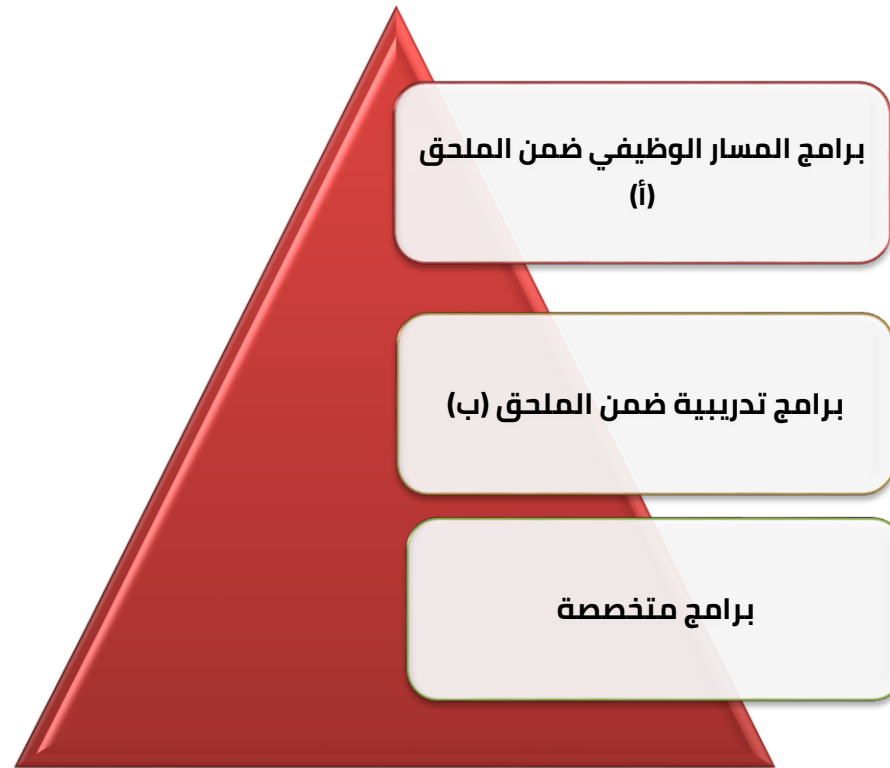 برامج المسار الوظيفي ضمن الملحق
(أ)
برامج تدريبية ضمن الملحق (ب)
برامج متخصصة